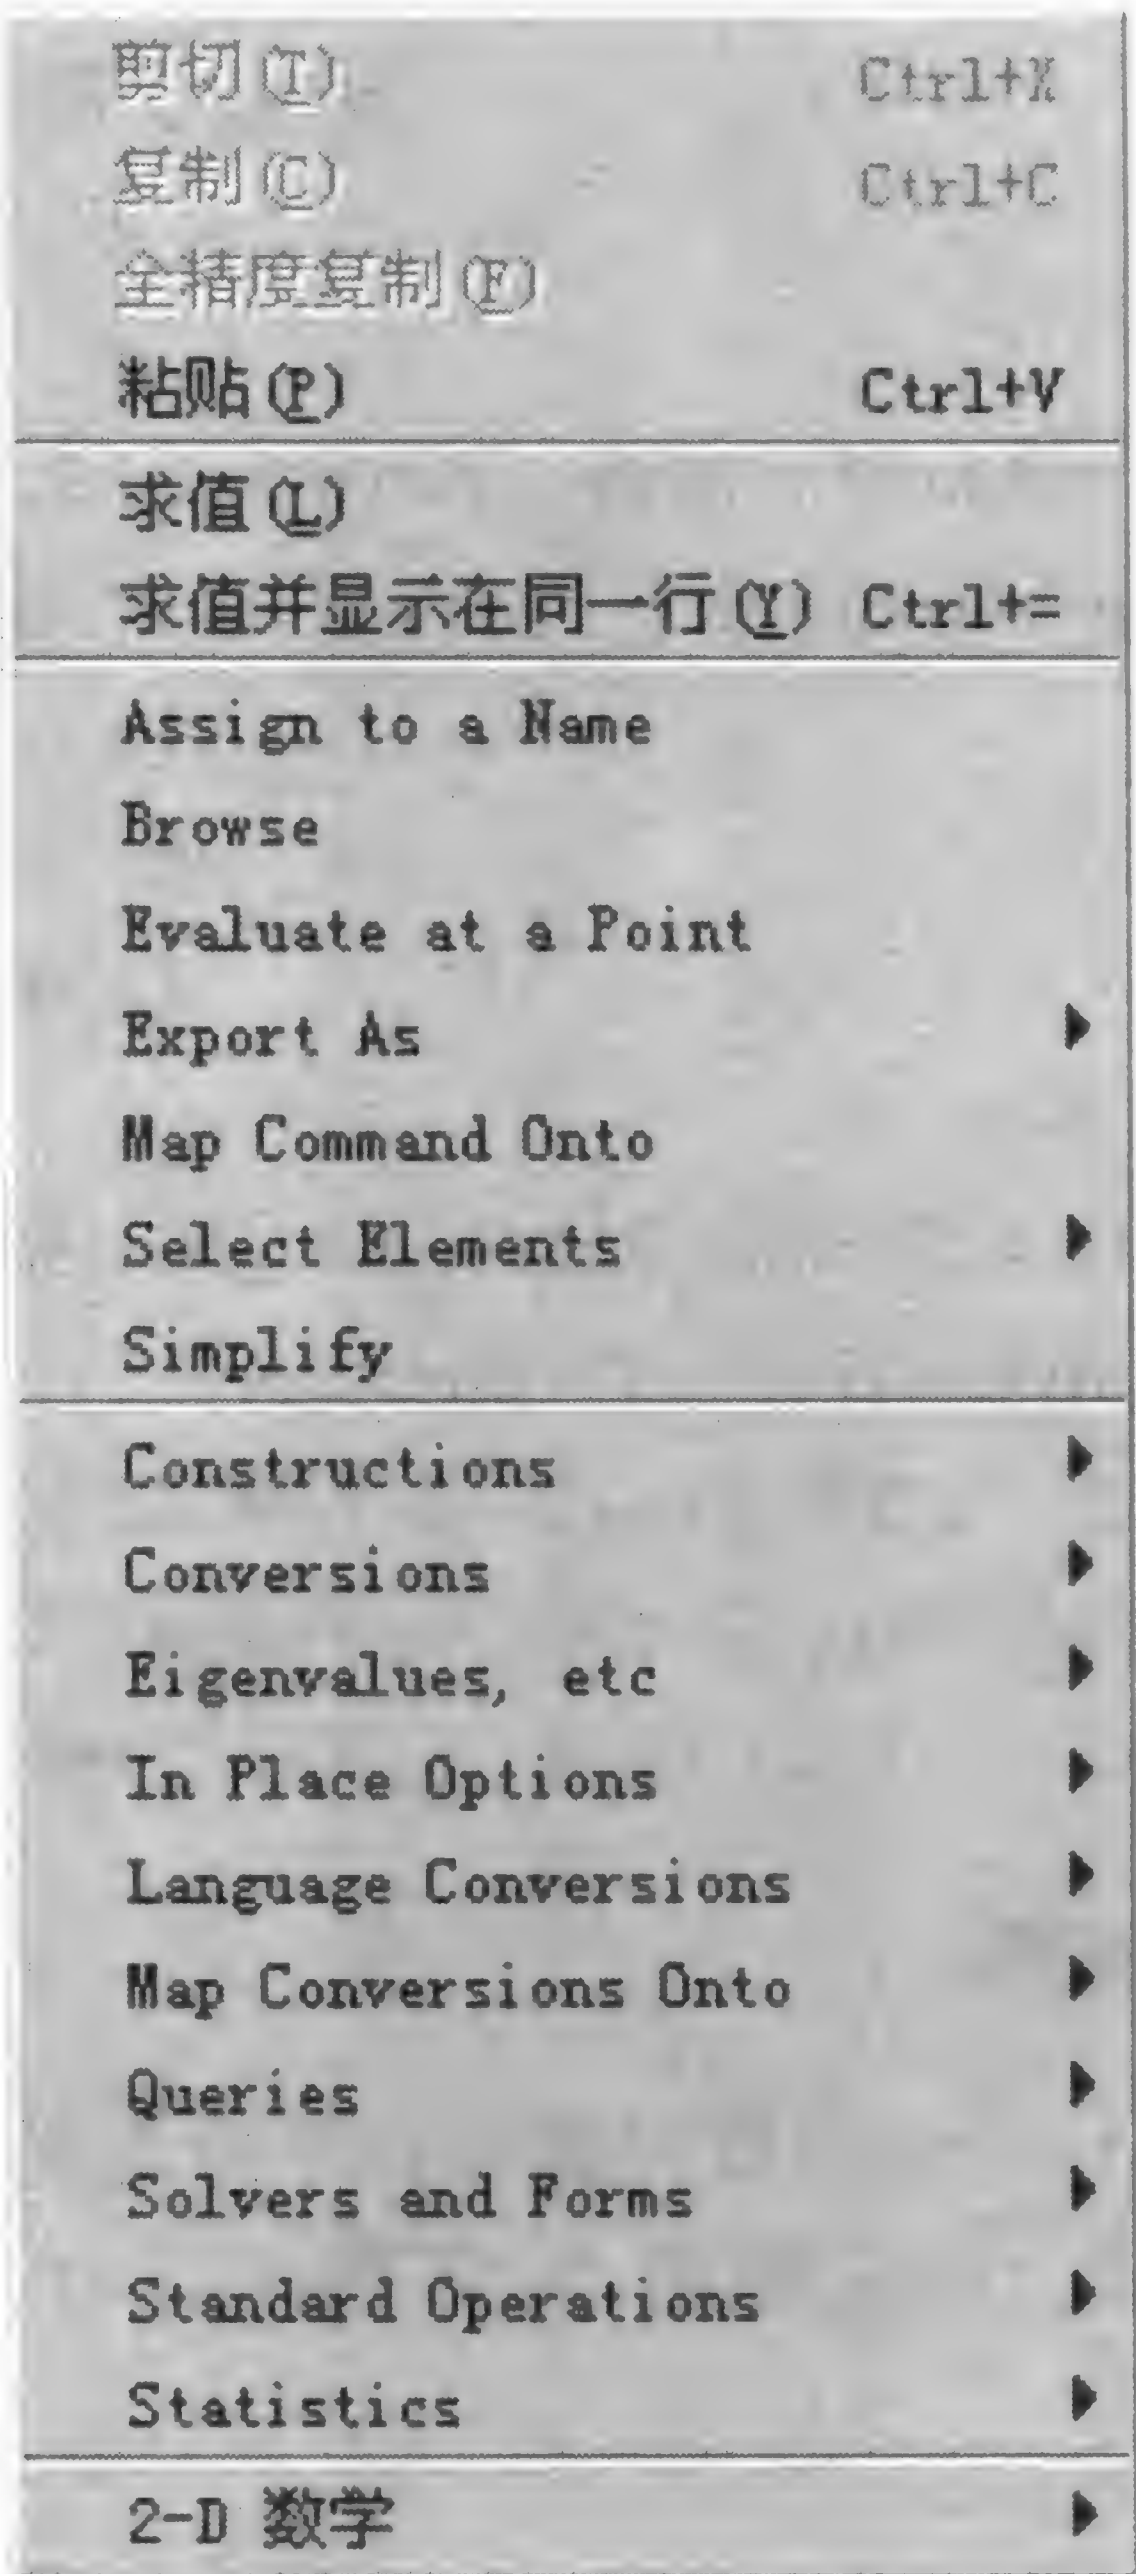 剪切(T) Ctrl+X
复制(C) Ctrl+C
全精度复制(F)
粘贴(P) Ctrl+V
求值(L)
求值并显示在同一行(Y) Ctrl+=
Assign to a Name
Browse
Evaluate at a Point
Export As
Map Command Onto
Select Elements
Simplify
Constructions
Conversions
Eigenvalues, etc
In Place Options
Language Conversions
Map Conversions Onto
Queries
Solvers and Forms
Standard Operations
Statistics
2-D 数学